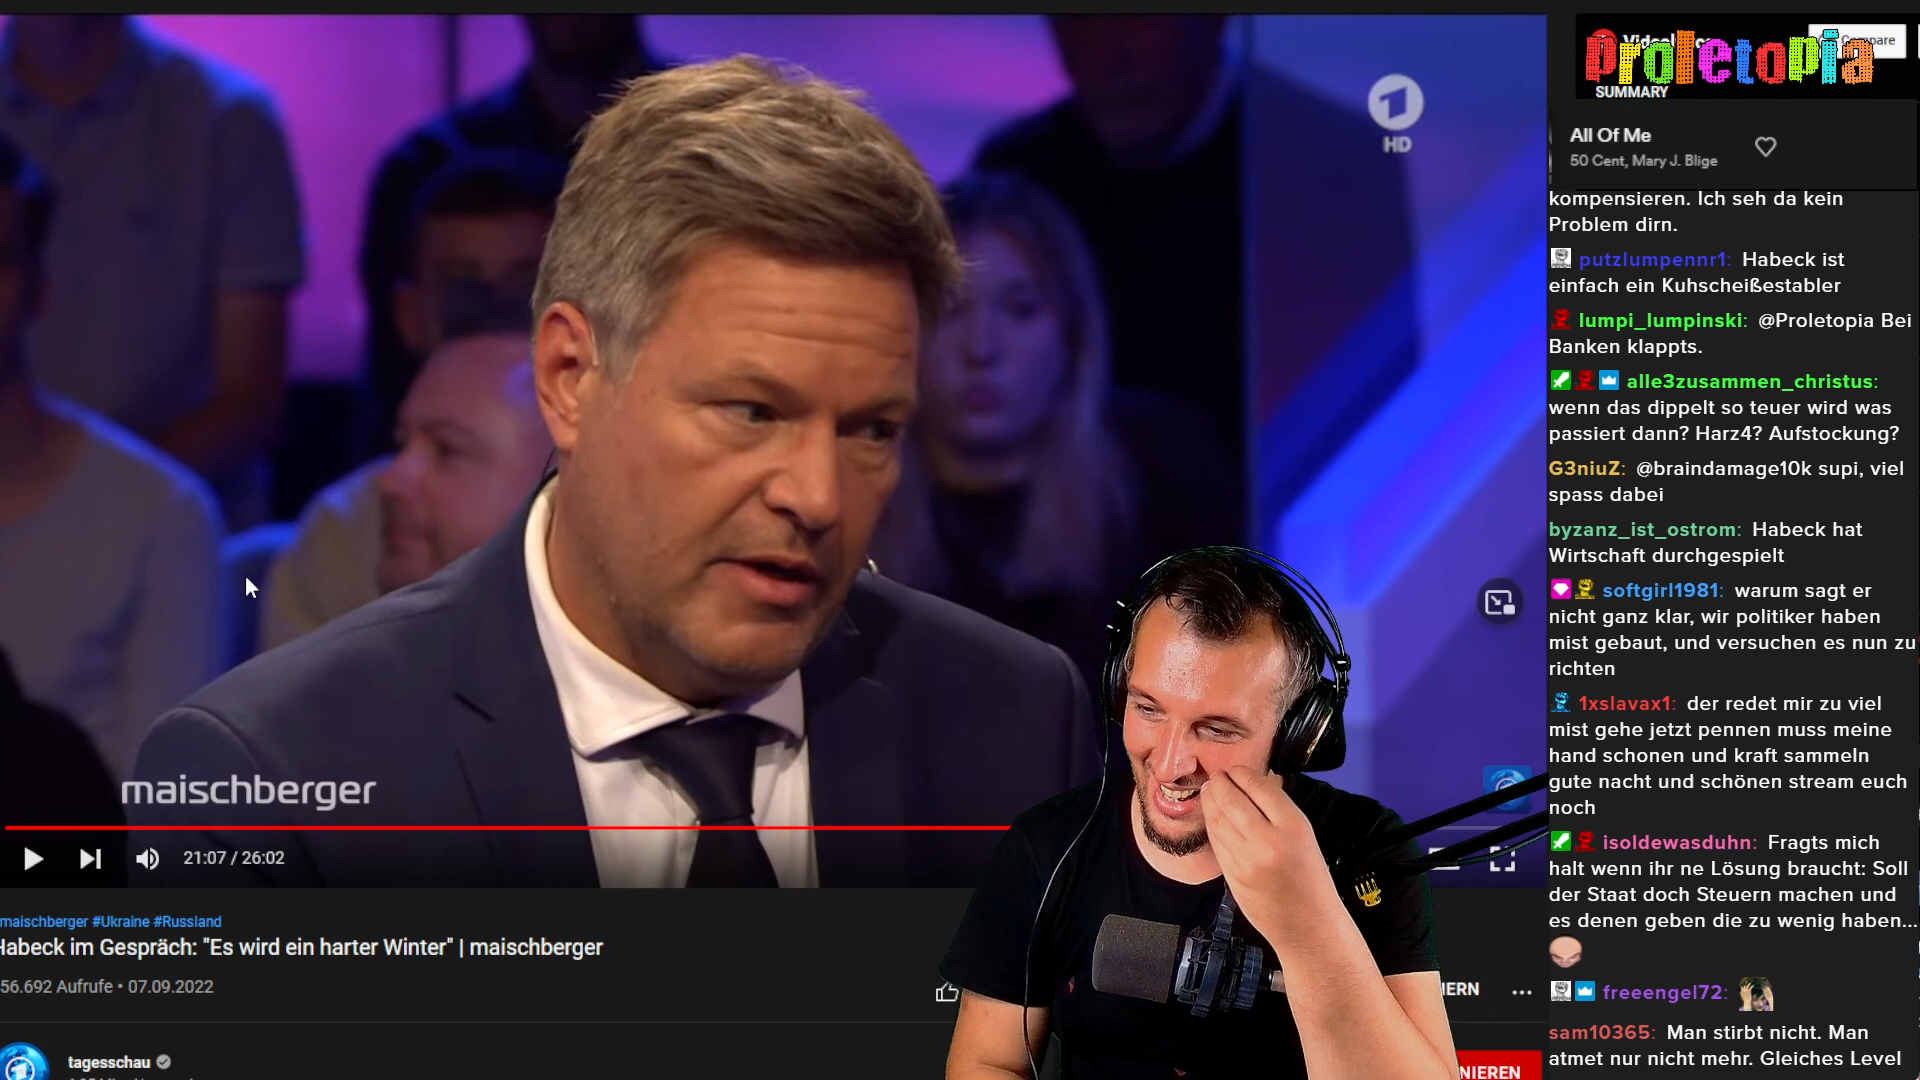 HD
maischberger
21:07 / 26:02
maischberger #Ukraine #Russland
Habeck im Gespräch: "Es wird ein harter Winter" | maischberger
56.692 Aufrufe • 07.09.2022
tagesschau
Proletopia
SUMMARY
All Of Me
50 Cent, Mary J. Blige
kompensieren. Ich seh da kein
Problem dirn.
putzlumpennr1: Habeck ist
einfach ein Kuhscheißestabler
lumpi_lumpinski: @Proletopia Bei
Banken klappts.
alle3zusammen_christus:
wenn das dippelt so teuer wird was
passiert dann? Harz4? Aufstockung?
G3niuZ: @braindamage10k supi, viel
spass dabei
byzanz_ist_ostrom: Habeck hat
Wirtschaft durchgespielt
softgirl1981: warum sagt er
nicht ganz klar, wir politiker haben
mist gebaut, und versuchen es nun zu
richten
1xslavax1: der redet mir zu viel
mist gehe jetzt pennen muss meine
hand schonen und kraft sammeln
gute nacht und schönen stream euch
noch
isoldewasduhn: Fragts mich
halt wenn ihr ne Lösung braucht: Soll
der Staat doch Steuern machen und
es denen geben die zu wenig haben...
freeengel72:
sam10365: Man stirbt nicht. Man
atmet nur nicht mehr. Gleiches Level